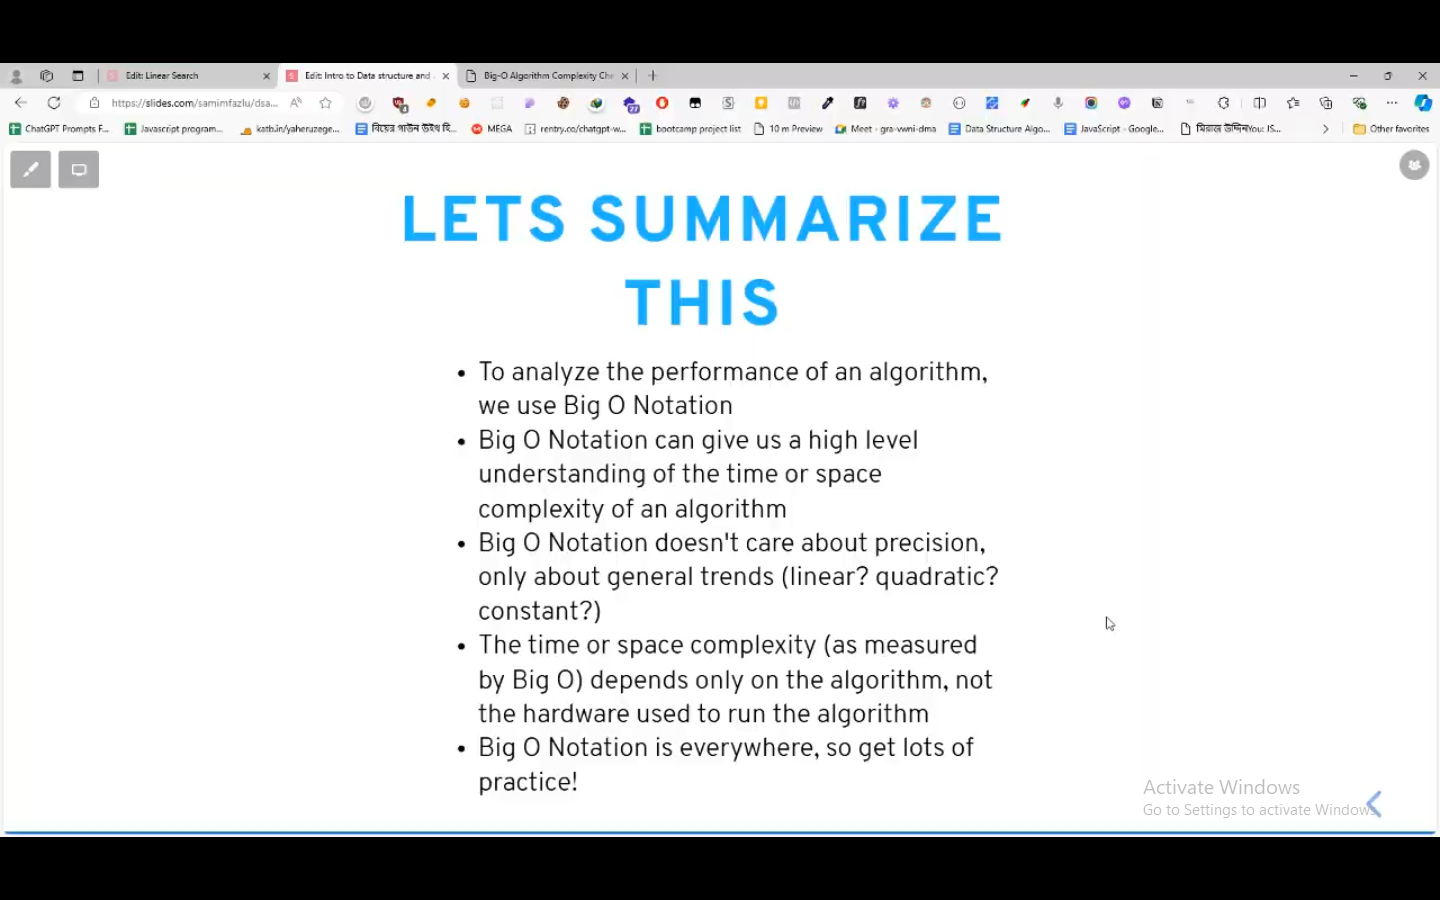 Edit: Linear Search
Edit: Intro to Data structure and
Big-O Algorithm Complexity Che
https://slides.com/samimfazlu/dsa...
ChatGPT Prompts F...
Javascript program...
katb.in/yaheruzege...
বিয়ের গাউন উইথ হি...
MEGA
rentry.co/chatgpt-w...
bootcamp project list
10 m Preview
Meet - gra-vwni-dma
Data Structure Algo...
JavaScript - Google...
মিরাজ উদ্দিনYou: JS...
Other favorites
LETS SUMMARIZE
THIS
• To analyze the performance of an algorithm,
we use Big O Notation
• Big O Notation can give us a high level
understanding of the time or space
complexity of an algorithm
• Big O Notation doesn't care about precision,
only about general trends (linear? quadratic?
constant?)
• The time or space complexity (as measured
by Big O) depends only on the algorithm, not
the hardware used to run the algorithm
• Big O Notation is everywhere, so get lots of
practice!
Activate Windows
Go to Settings to activate Windows.